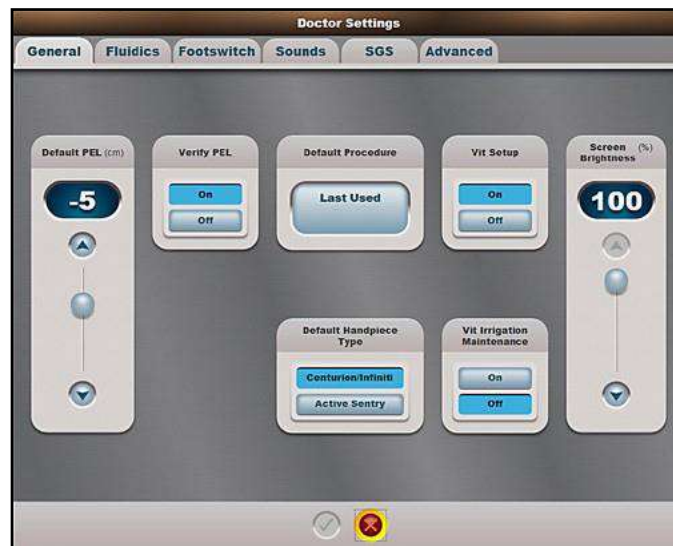 Doctor Settings
General Fluidics Footswitch Sounds SGS Advanced
Default PEL (cm)
-5
Verify PEL
On
Off
Default Procedure
Last Used
Vit Setup
On
Off
Screen (%)
Brightness
100
Default Handpiece
Type
Centurion/Infiniti
Active Sentry
Vit Irrigation
Maintenance
On
Off